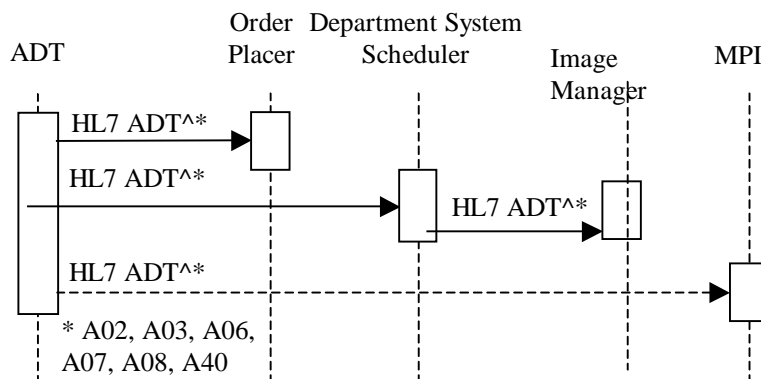 ADT
Order
Placer
Department System
Scheduler
Image
Manager
MPI
HL7 ADT^*
HL7 ADT^*
HL7 ADT^*
HL7 ADT^*
* A02, A03, A06,
A07, A08, A40